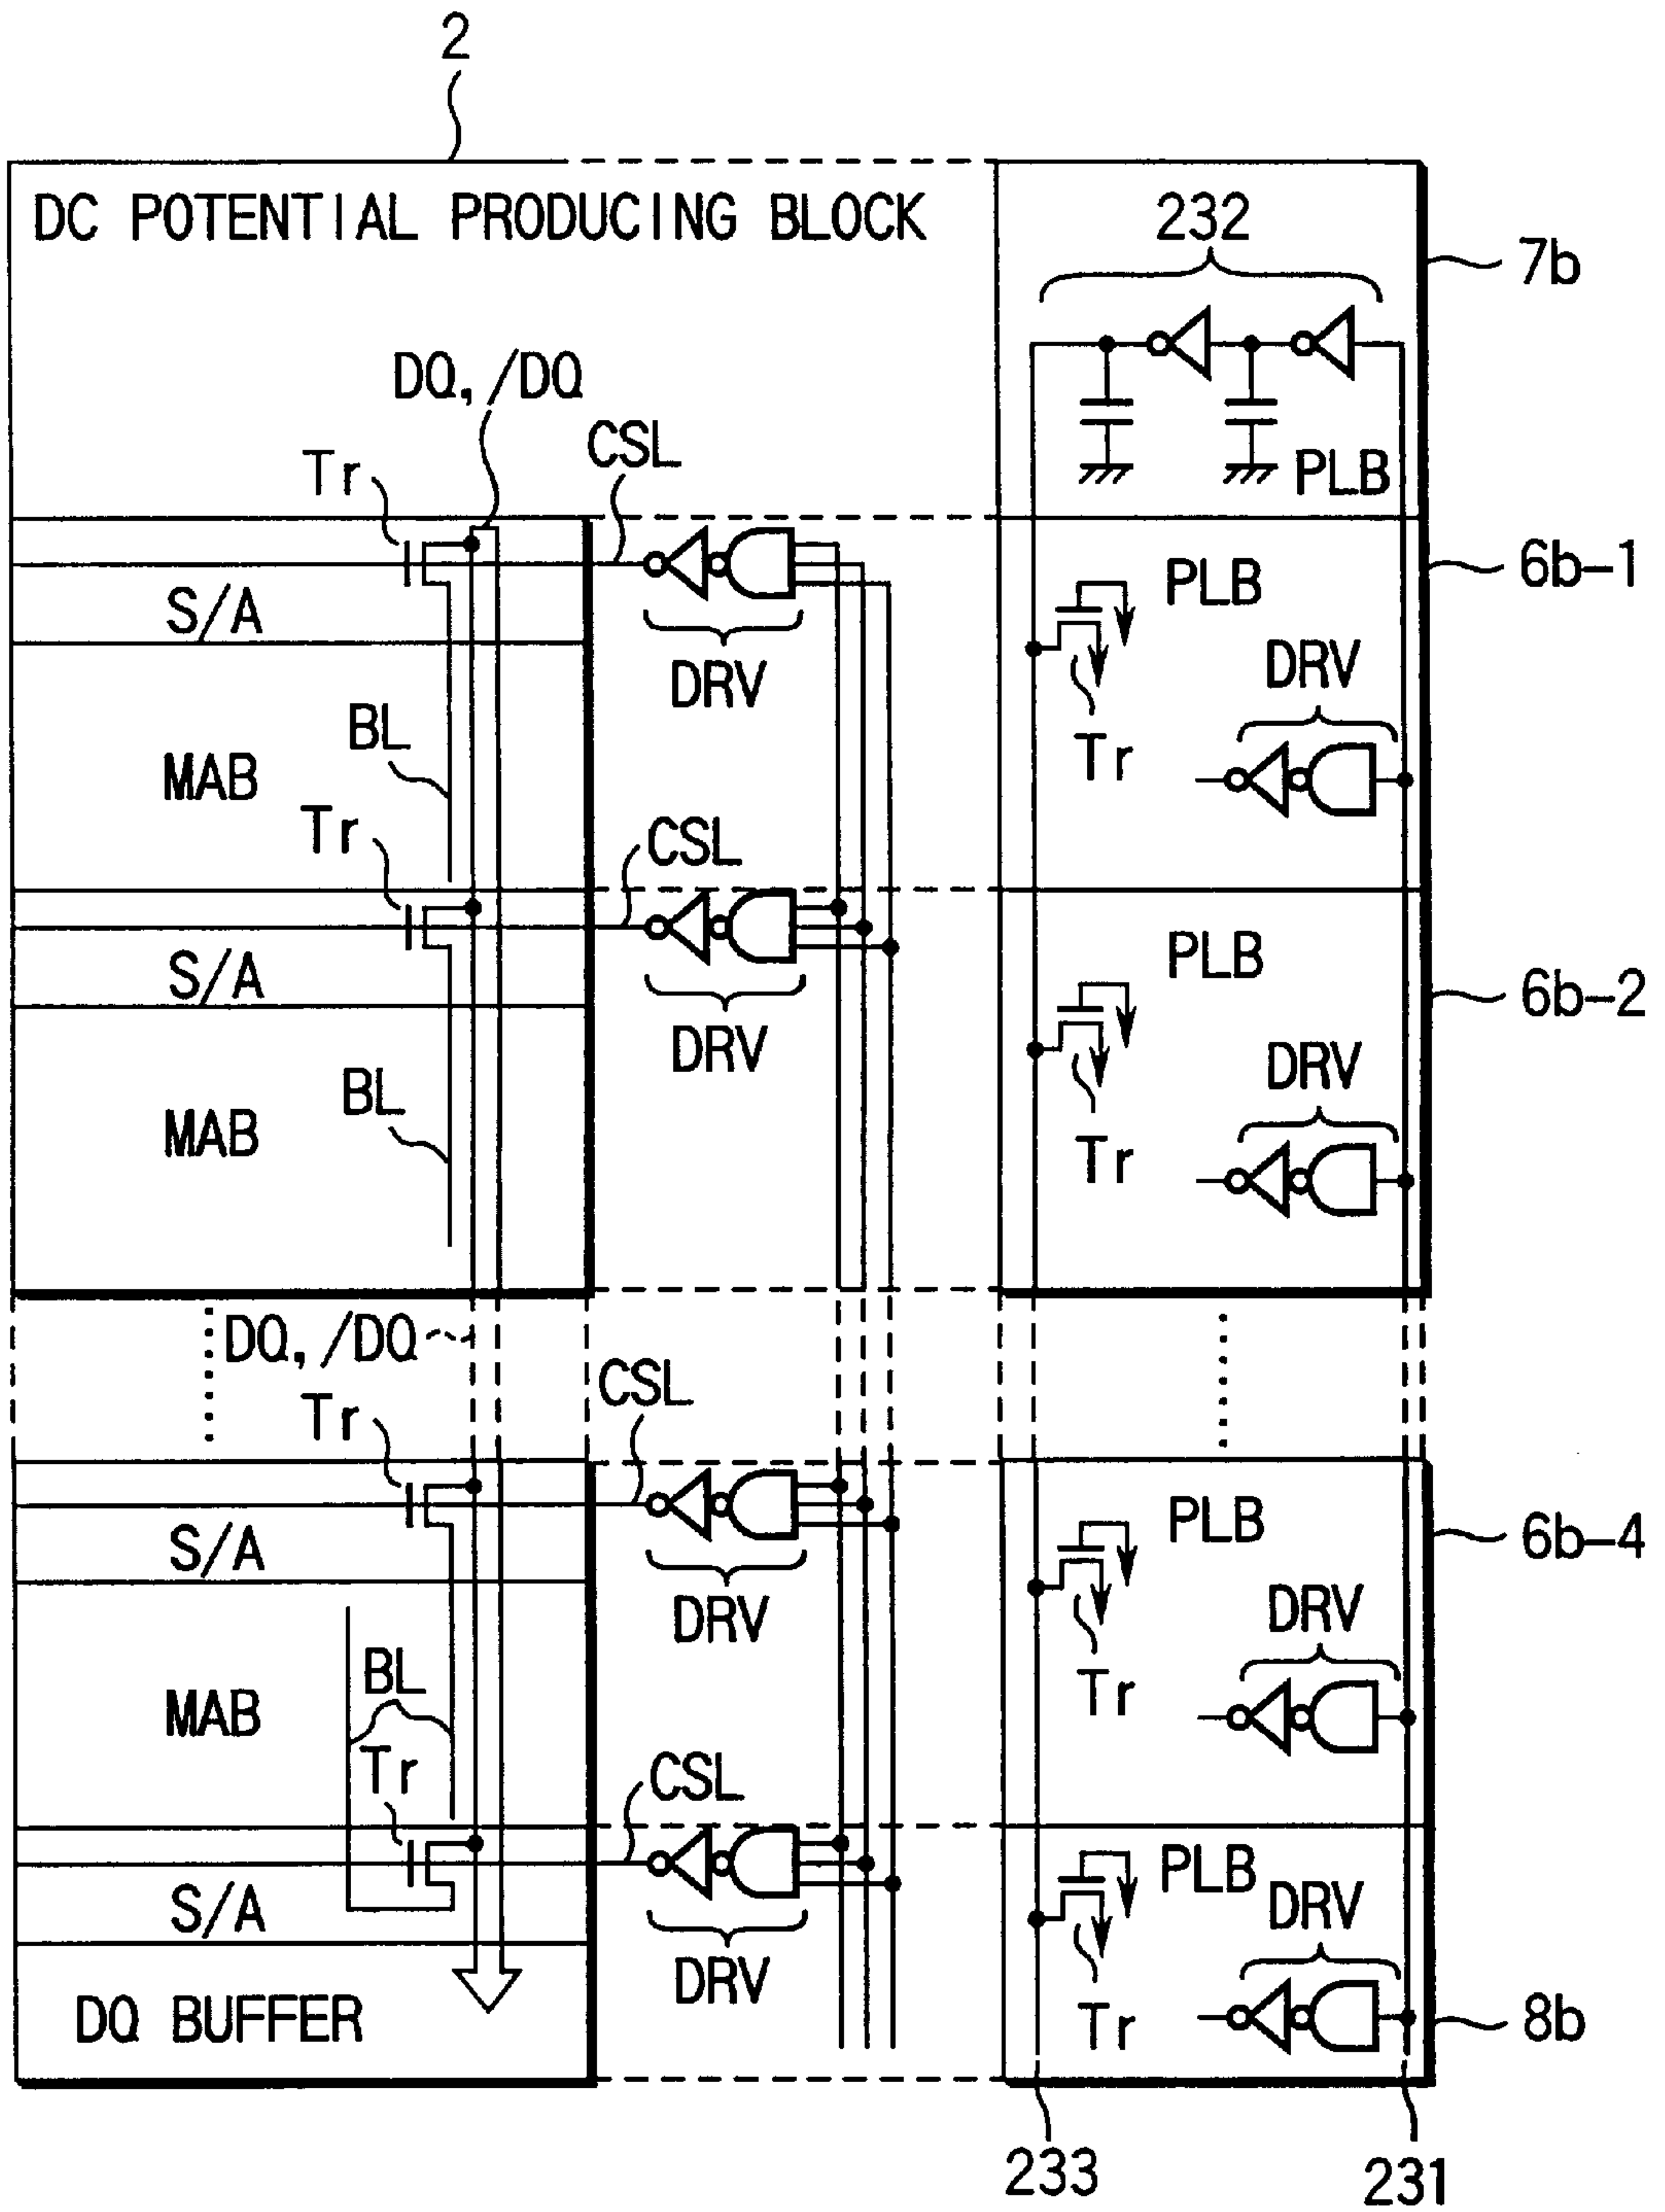 2
DC POTENTIAL PRODUCING BLOCK
232
7b
DQ, /DQ
CSL
Tr
PLB
S/A
DRV
PLB
6b-1
DRV
Tr
BL
MAB
Tr
CSL
S/A
DRV
PLB
6b-2
DRV
Tr
BL
MAB
DQ, /DQ
CSL
Tr
S/A
DRV
PLB
6b-4
DRV
Tr
BL
MAB
Tr
CSL
S/A
DRV
PLB
DRV
Tr
8b
DQ BUFFER
233
231